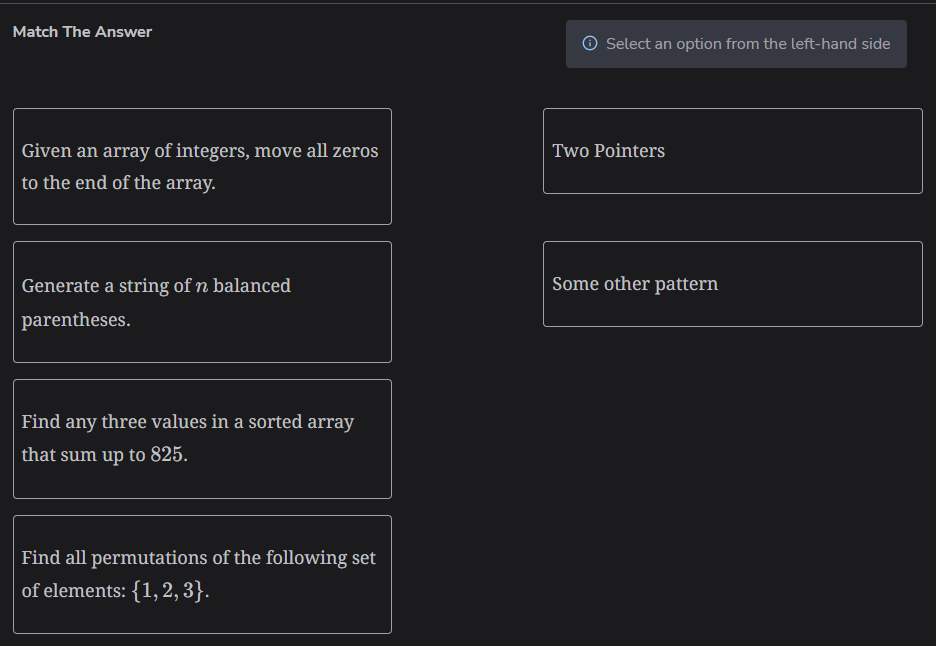 Match The Answer
Select an option from the left-hand side
Given an array of integers, move all zeros
to the end of the array.
Two Pointers
Generate a string of n balanced
parentheses.
Some other pattern
Find any three values in a sorted array
that sum up to 825.
Find all permutations of the following set
of elements: {1, 2, 3}.